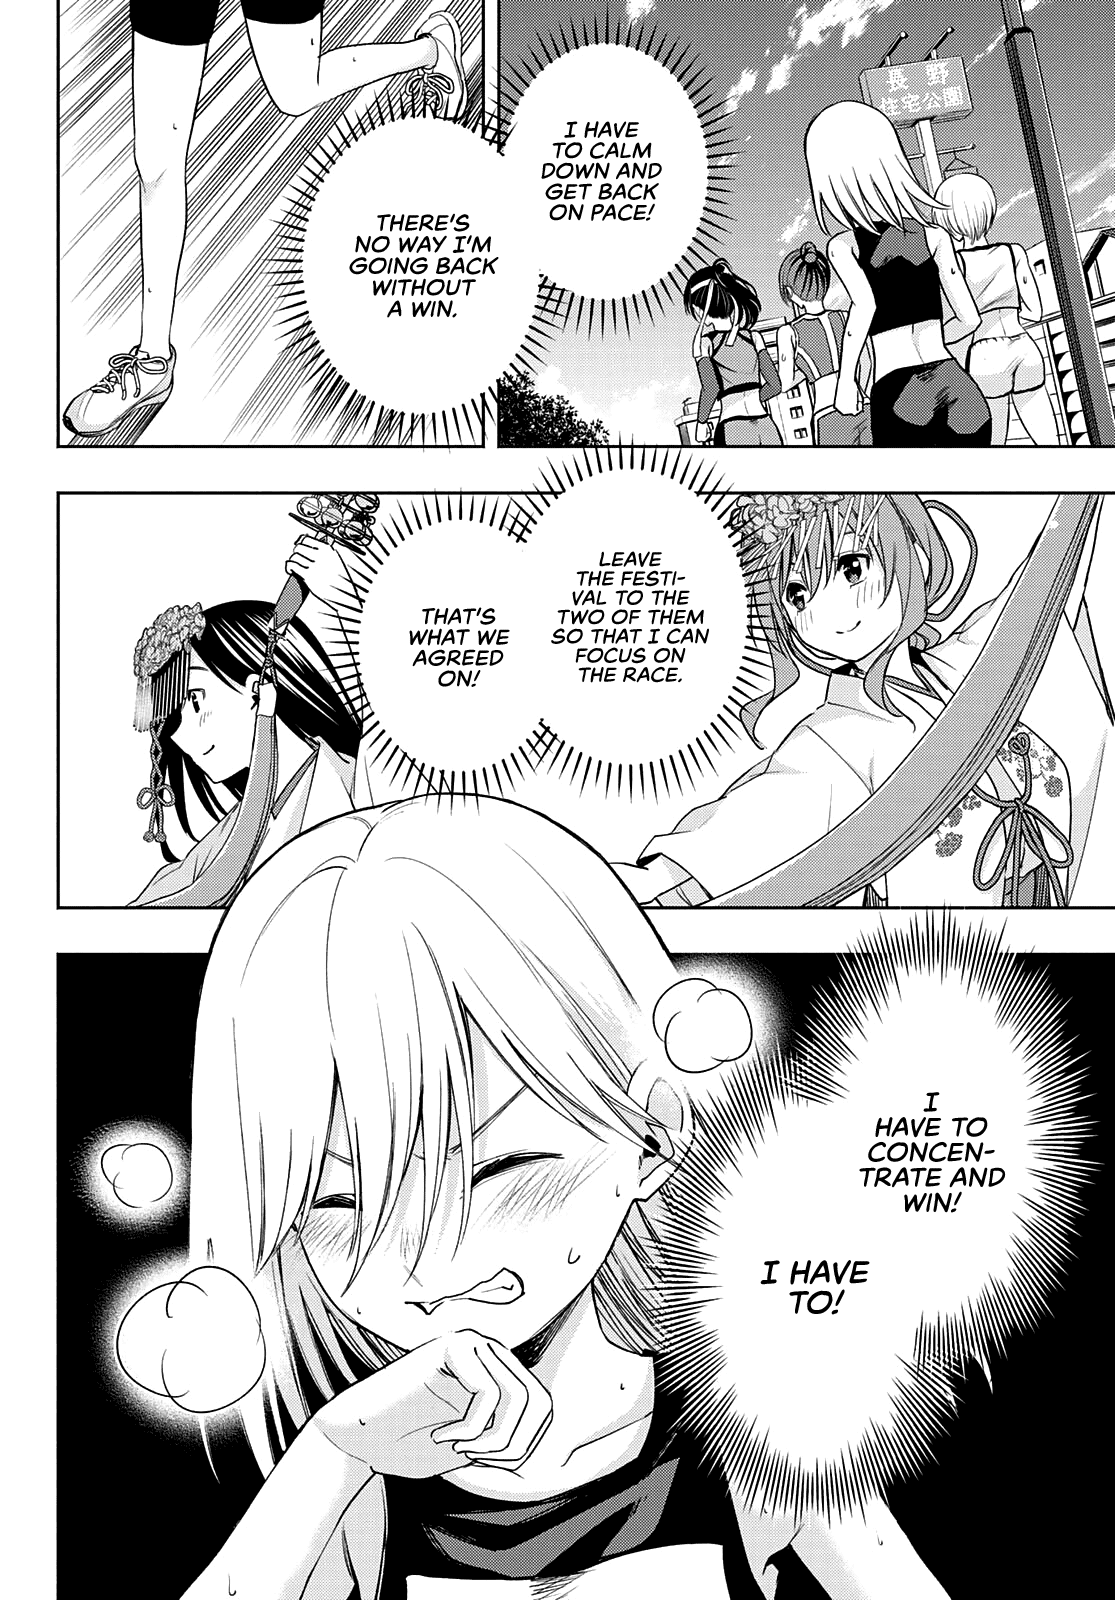 長野
住宅公園
I HAVE
TO CALM
DOWN AND
GET BACK
ON PACE!
THERE'S
NO WAY I'M
GOING BACK
WITHOUT
A WIN.
LEAVE
THE FESTI-
VAL TO THE
TWO OF THEM
SO THAT I CAN
FOCUS ON
THE RACE.
THAT'S
WHAT WE
AGREED
ON!
I
HAVE TO
CONCEN-
TRATE AND
WIN!
I HAVE
TO!